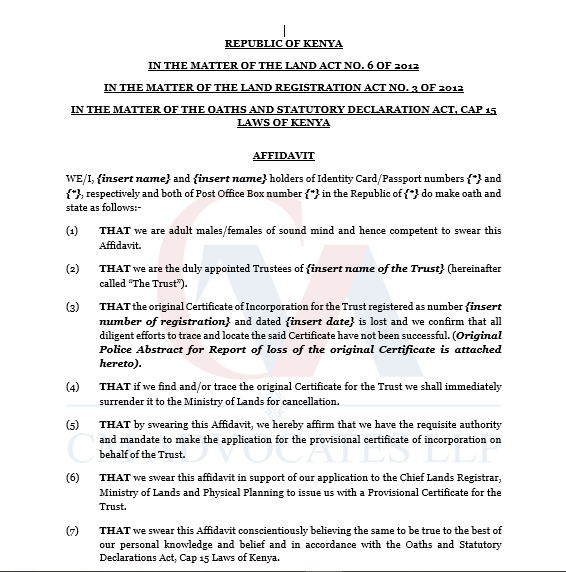 REPUBLIC OF KENYA
IN THE MATTER OF THE LAND ACT NO. 6 OF 2012
IN THE MATTER OF THE LAND REGISTRATION ACT NO. 3 OF 2012
IN THE MATTER OF THE OATHS AND STATUTORY DECLARATION ACT, CAP 15
LAWS OF KENYA
AFFIDAVIT
WE/I, {insert name} and {insert name} holders of Identity Card/Passport numbers {*} and
{*}, respectively and both of Post Office Box number {*} in the Republic of {*} do make oath and
state as follows:-
(1) THAT we are adult males/females of sound mind and hence competent to swear this
Affidavit.
(2) THAT we are the duly appointed Trustees of {insert name of the Trust} (hereinafter
called “The Trust”).
(3) THAT the original Certificate of Incorporation for the Trust registered as number {insert
number of registration} and dated {insert date} is lost and we confirm that all
diligent efforts to trace and locate the said Certificate have not been successful. (Original
Police Abstract for Report of loss of the original Certificate is attached
hereto).
(4) THAT if we find and/or trace the original Certificate for the Trust we shall immediately
surrender it to the Ministry of Lands for cancellation.
(5) THAT by swearing this Affidavit, we hereby affirm that we have the requisite authority
and mandate to make the application for the provisional certificate of incorporation on
behalf of the Trust.
(6) THAT we swear this affidavit in support of our application to the Chief Lands Registrar,
Ministry of Lands and Physical Planning to issue us with a Provisional Certificate for the
Trust.
(7) THAT we swear this Affidavit conscientiously believing the same to be true to the best of
our personal knowledge and belief and in accordance with the Oaths and Statutory
Declarations Act, Cap 15 Laws of Kenya.
ADVOCATES LLP